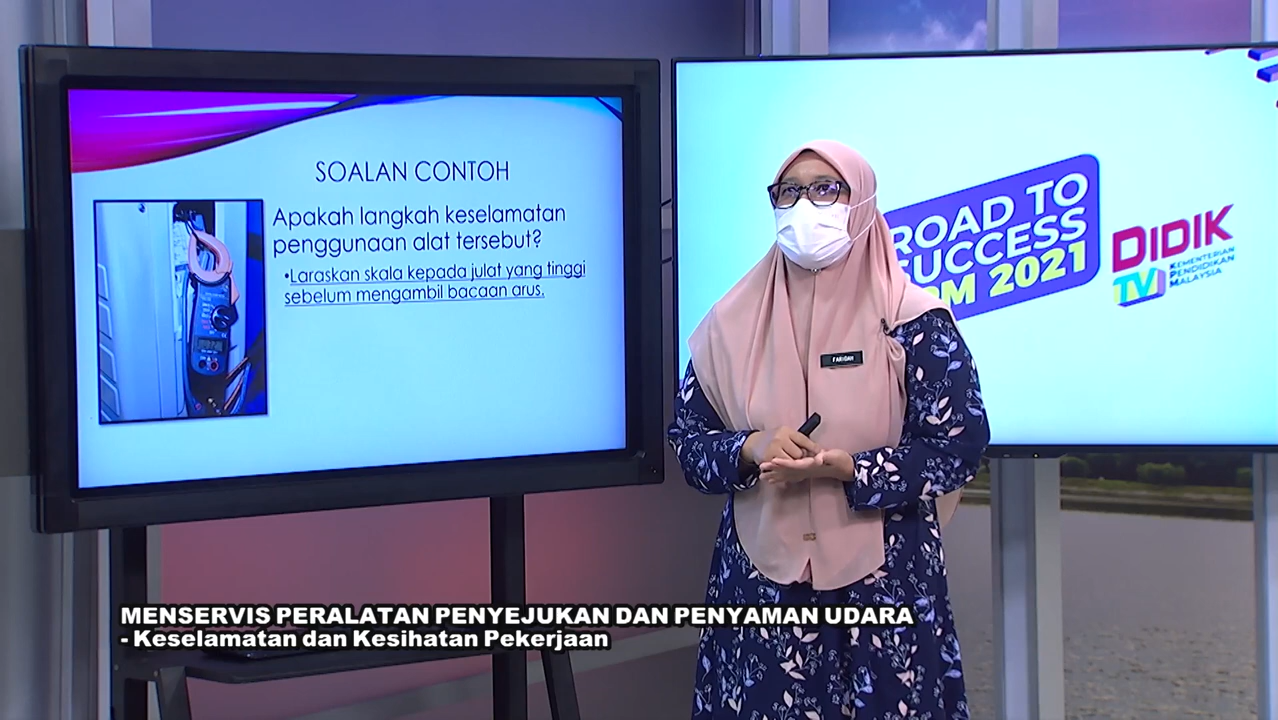 SOALAN CONTOH
Apakah langkah keselamatan
penggunaan alat tersebut?
•Laraskan skala kepada julat yang tinggi
sebelum mengambil bacaan arus.
ROAD TO
SUCCESS
2021
DIDIK
TV
KEMENTERIAN
PENDIDIKAN
MALAYSIA
FARIDAH
MENSERVIS PERALATAN PENYEJUKAN DAN PENYAMAN UDARA
- Keselamatan dan Kesihatan Pekerjaan